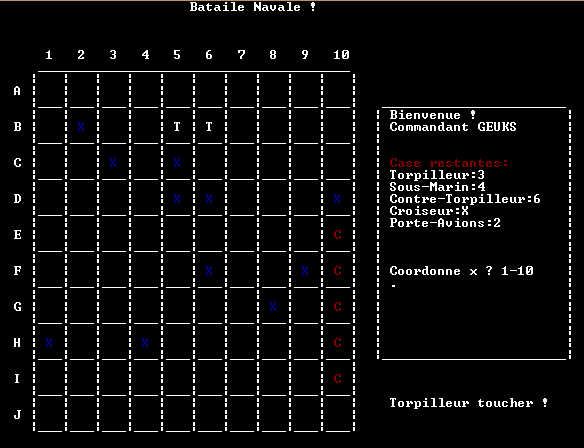 Bataile Navale !
1 2 3 4 5 6 7 8 9 10
A
B X T T
C X X
D X X X
E C
F X X C
G X C
H X X C
I C
J
Bienvenue !
Commandant GEUKS
Case restantes:
Torpilleur:3
Sous-Marin:4
Contre-Torpilleur:6
Croiseur:X
Porte-Avions:2
Coordonne x ? 1-10
-
Torpilleur toucher !